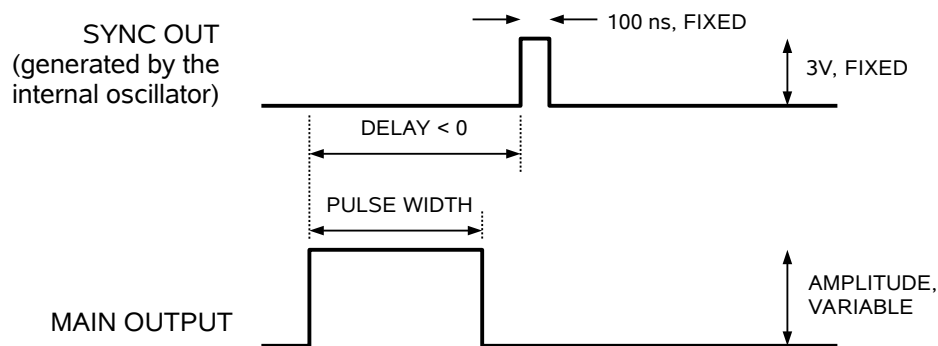 100 ns, FIXED
SYNC OUT
(generated by the
internal oscillator)
3V, FIXED
DELAY < 0
PULSE WIDTH
AMPLITUDE,
VARIABLE
MAIN OUTPUT